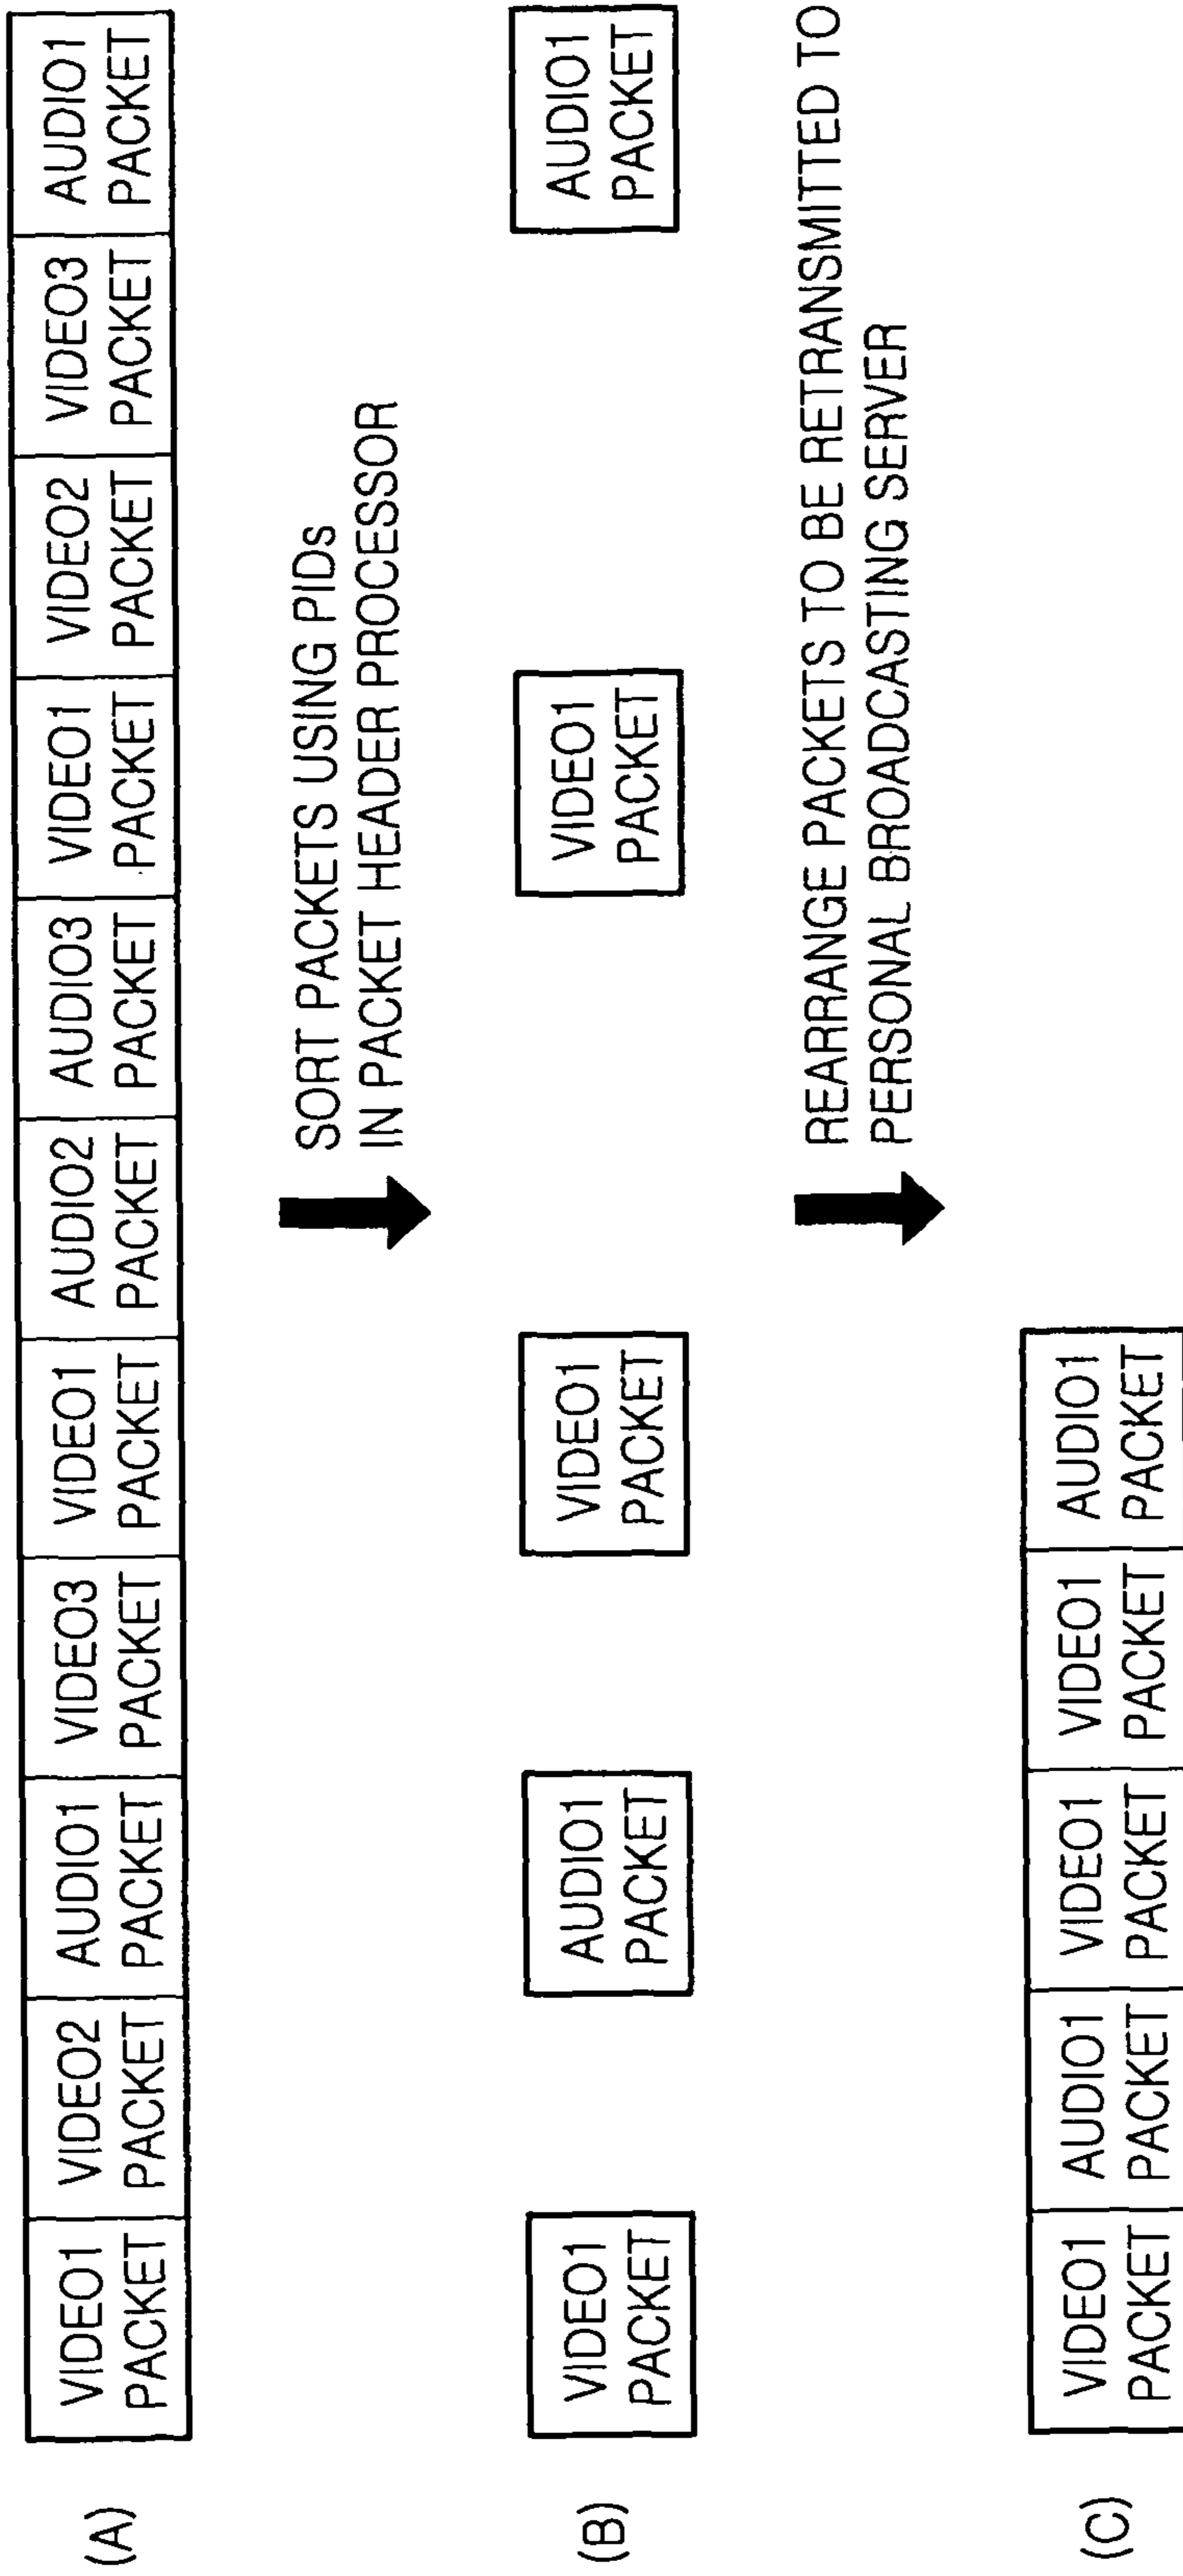 (A)
VIDEO1
PACKET
VIDEO2
PACKET
AUDIO1
PACKET
VIDEO3
PACKET
VIDEO1
PACKET
AUDIO2
PACKET
AUDIO3
PACKET
VIDEO1
PACKET
VIDEO2
PACKET
VIDEO3
PACKET
AUDIO1
PACKET
SORT PACKETS USING PIDs
IN PACKET HEADER PROCESSOR
(B)
VIDEO1
PACKET
AUDIO1
PACKET
VIDEO1
PACKET
VIDEO1
PACKET
AUDIO1
PACKET
REARRANGE PACKETS TO BE RETRANSMITTED TO
PERSONAL BROADCASTING SERVER
(C)
VIDEO1
PACKET
AUDIO1
PACKET
VIDEO1
PACKET
VIDEO1
PACKET
AUDIO1
PACKET